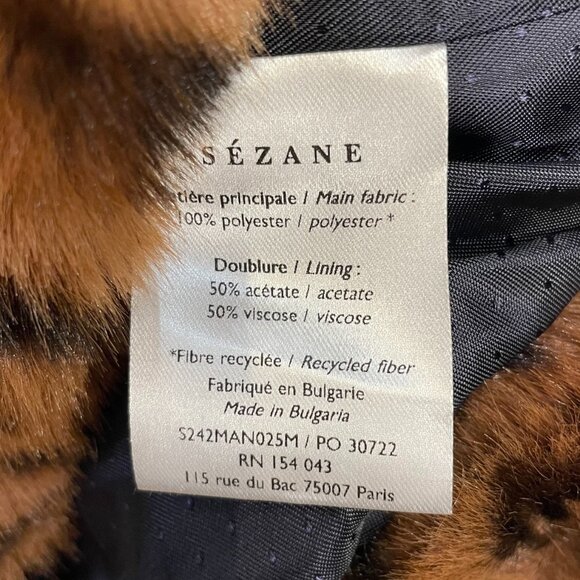 SÉZANE
tière principale / Main fabric :
100% polyester / polyester *
Doublure / Lining :
50% acétate / acetate
50% viscose / viscose
*Fibre recyclée / Recycled fiber
Fabriqué en Bulgarie
Made in Bulgaria
S242MAN025M / PO 30722
RN 154 043
115 rue du Bac 75007 Paris